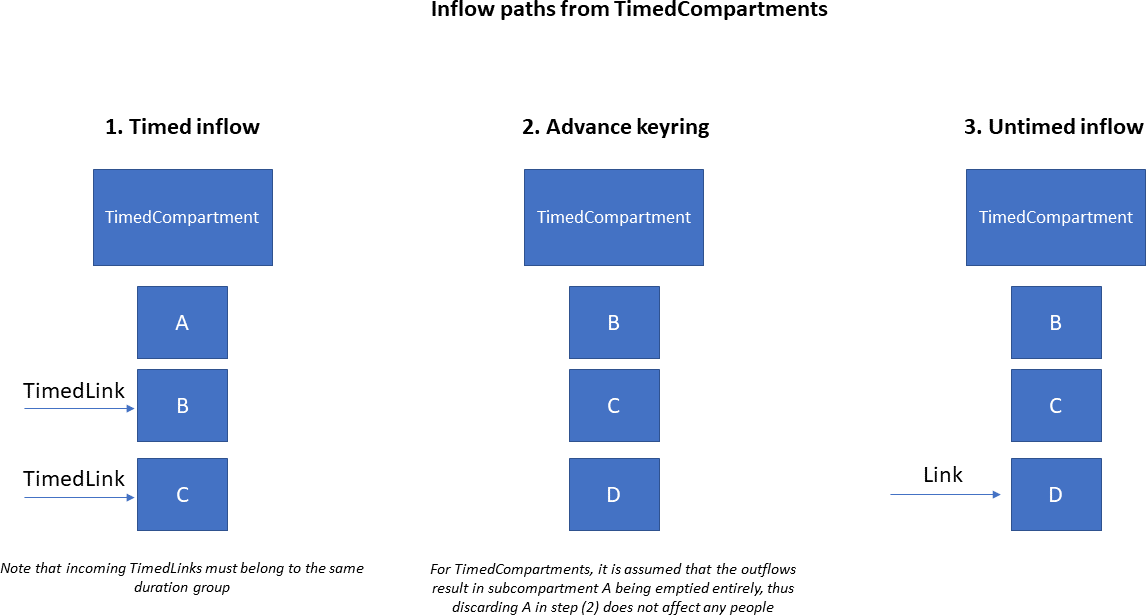 Inflow paths from TimedCompartments
1. Timed inflow
2. Advance keyring
3. Untimed inflow
TimedCompartment
TimedCompartment
TimedCompartment
A
B
B
TimedLink
B
C
C
TimedLink
C
D
Link
D
Note that incoming TimedLinks must belong to the same
duration group
For TimedCompartments, it is assumed that the outflows
result in subcompartment A being emptied entirely, thus
discarding A in step (2) does not affect any people